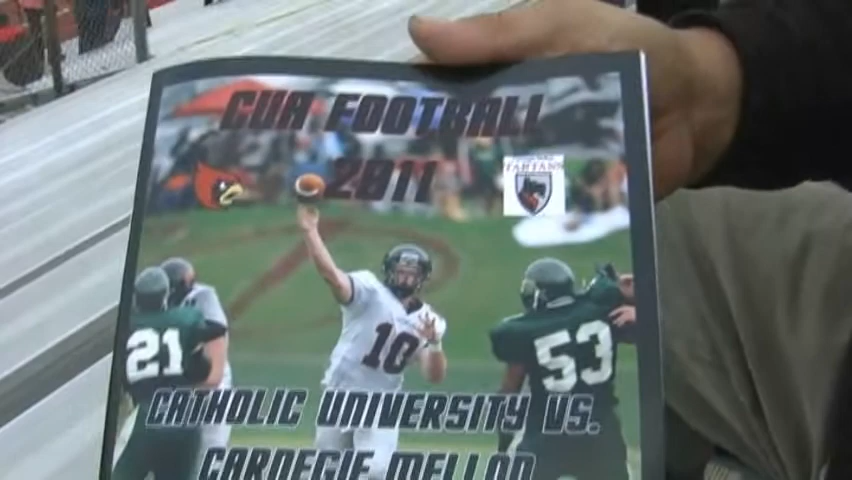 CUA FOOTBALL
2011
TARTANS
10
21
53
CATHOLIC UNIVERSITY VS.
CARNEGIE MELLON